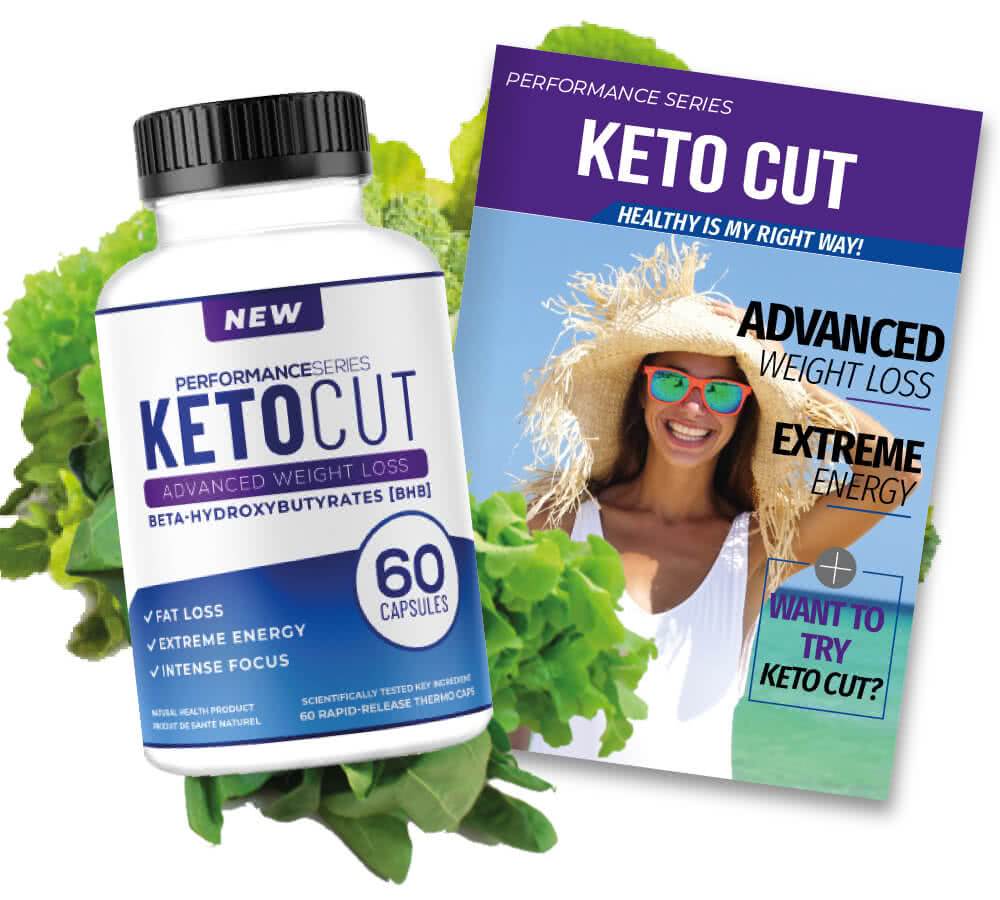 NEW
PERFORMANCESERIES
KETOCUT
ADVANCED WEIGHT LOSS
BETA-HYDROXYBUTYRATES [BHB]
60
CAPSULES
✓FAT LOSS
✓EXTREME ENERGY
✓INTENSE FOCUS
NATURAL HEALTH PRODUCT
PRODUIT DE SANTÉ NATUREL
SCIENTIFICALLY TESTED KEY INGREDIENT
60 RAPID-RELEASE THERMO CAPS
PERFORMANCE SERIES
KETO CUT
HEALTHY IS MY RIGHT WAY!
ADVANCED
WEIGHT LOSS
EXTREME
ENERGY
WANT TO
TRY
KETO CUT?